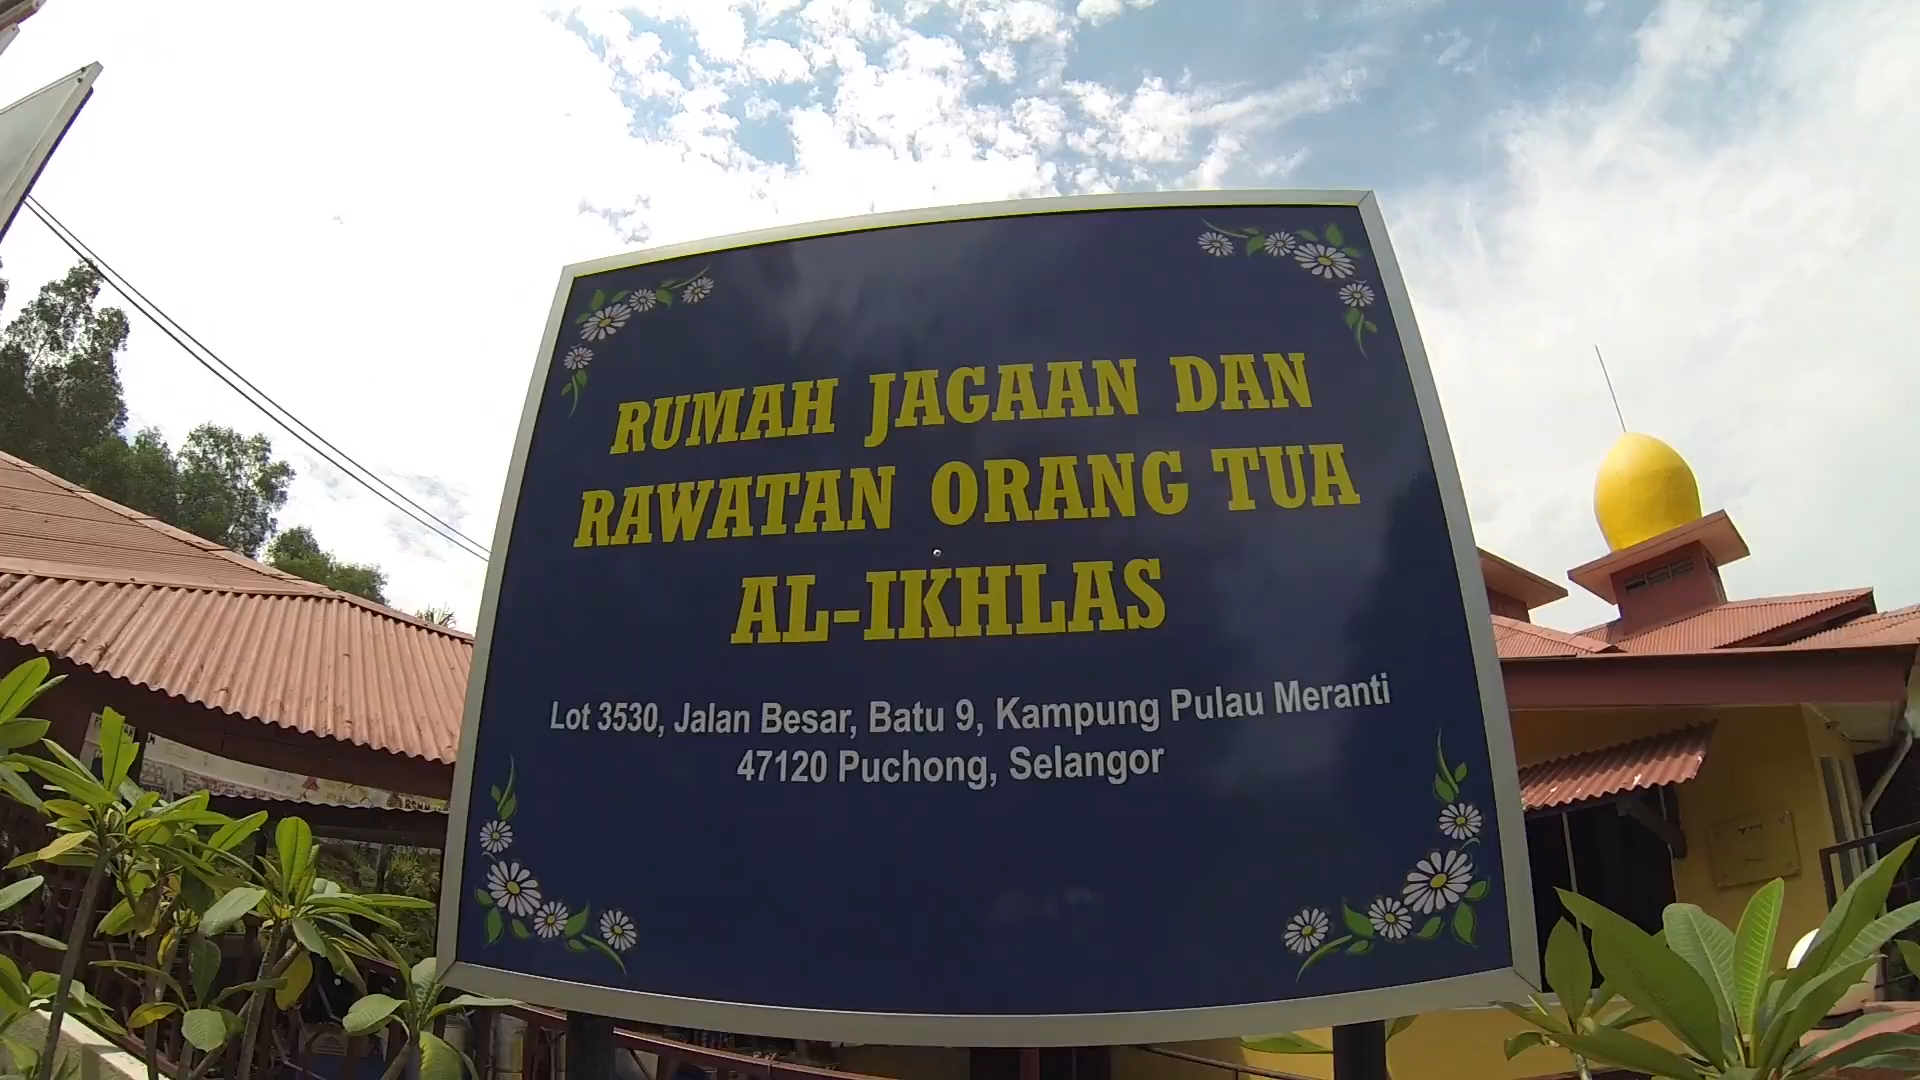 RUMAH JAGAAN DAN
RAWATAN ORANG TUA
AL-IKHLAS
Lot 3530, Jalan Besar, Batu 9, Kampung Pulau Meranti
47120 Puchong, Selangor